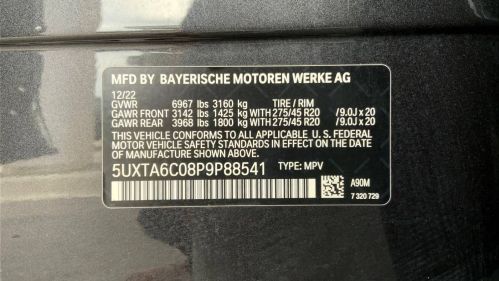 MFD BY BAYERISCHE MOTOREN WERKE AG
12/22
GVWR 6967 lbs 3160 kg TIRE / RIM
GAWR FRONT 3142 lbs 1425 kg WITH 275/45 R20 / 9.0J x 20
GAWR REAR 3968 lbs 1800 kg WITH 275/45 R20 / 9.0J x 20
THIS VEHICLE CONFORMS TO ALL APPLICABLE U. S. FEDERAL
MOTOR VEHICLE SAFETY STANDARDS IN EFFECT ON THE DATE
OF MANUFACTURE SHOWN ABOVE.
5UXTA6C08P9P88541 TYPE: MPV
A90M
7 320 729